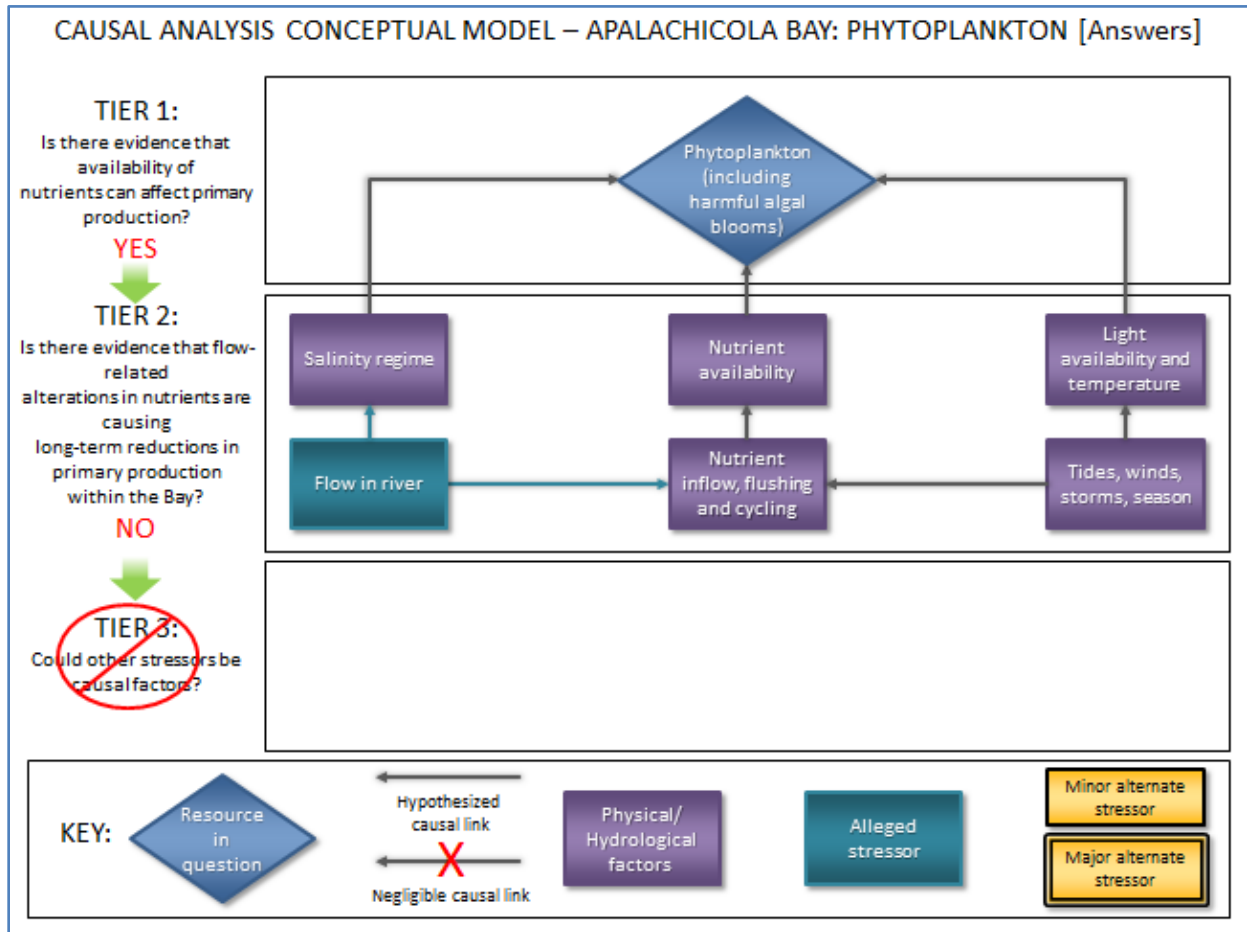 CAUSAL ANALYSIS CONCEPTUAL MODEL – APALACHICOLA BAY: PHYTOPLANKTON [Answers]
TIER 1:
Is there evidence that
availability of
nutrients can affect primary
production?
YES
Phytoplankton
(including
harmful algal
blooms)
TIER 2:
Is there evidence that flow-
related
alterations in nutrients are
causing
long-term reductions in
primary production
within the Bay?
NO
Salinity regime
Nutrient
availability
Light
availability and
temperature
Flow in river
Nutrient
inflow, flushing
and cycling
Tides, winds,
storms, season
TIER 3:
Could other stressors be
causal factors?
KEY:
Resource
in
question
Hypothesized
causal link
X
Negligible causal link
Physical/
Hydrological
factors
Alleged
stressor
Minor alternate
stressor
Major alternate
stressor